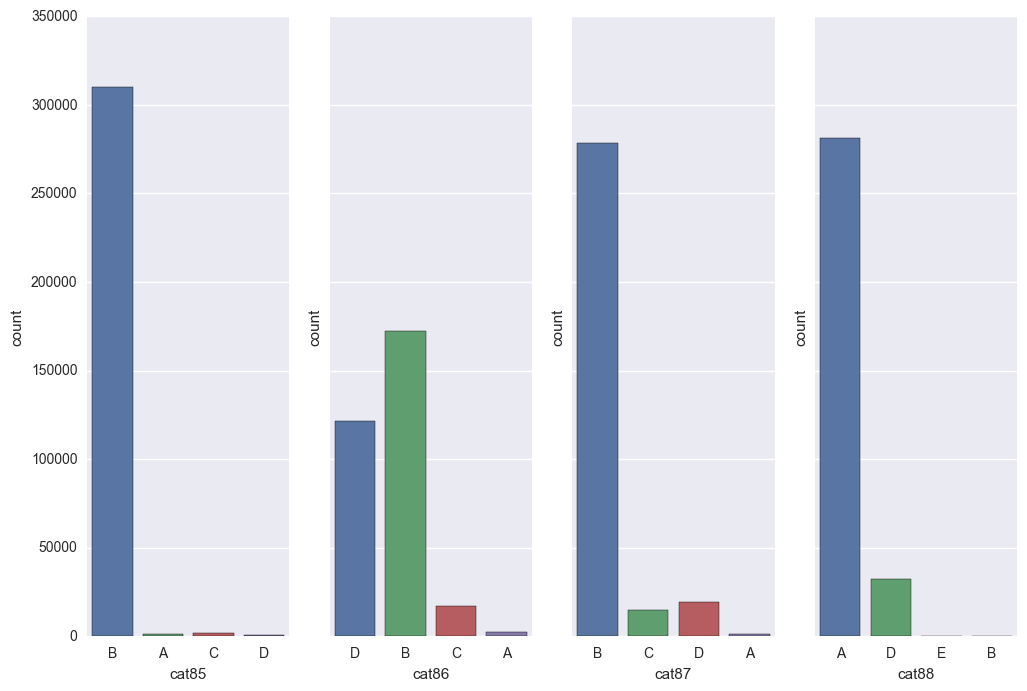 350000
300000
250000
200000
150000
100000
50000
0
count
B A C D
cat85
count
D B C A
cat86
count
B C D A
cat87
count
A D E B
cat88